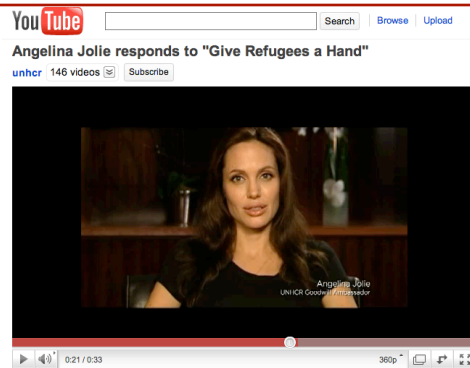 YouTube Search Browse Upload
Angelina Jolie responds to "Give Refugees a Hand"
unhcr 146 videos Subscribe
Angelina Jolie
UNHCR Goodwill Ambassador
0:21 / 0:33 360p